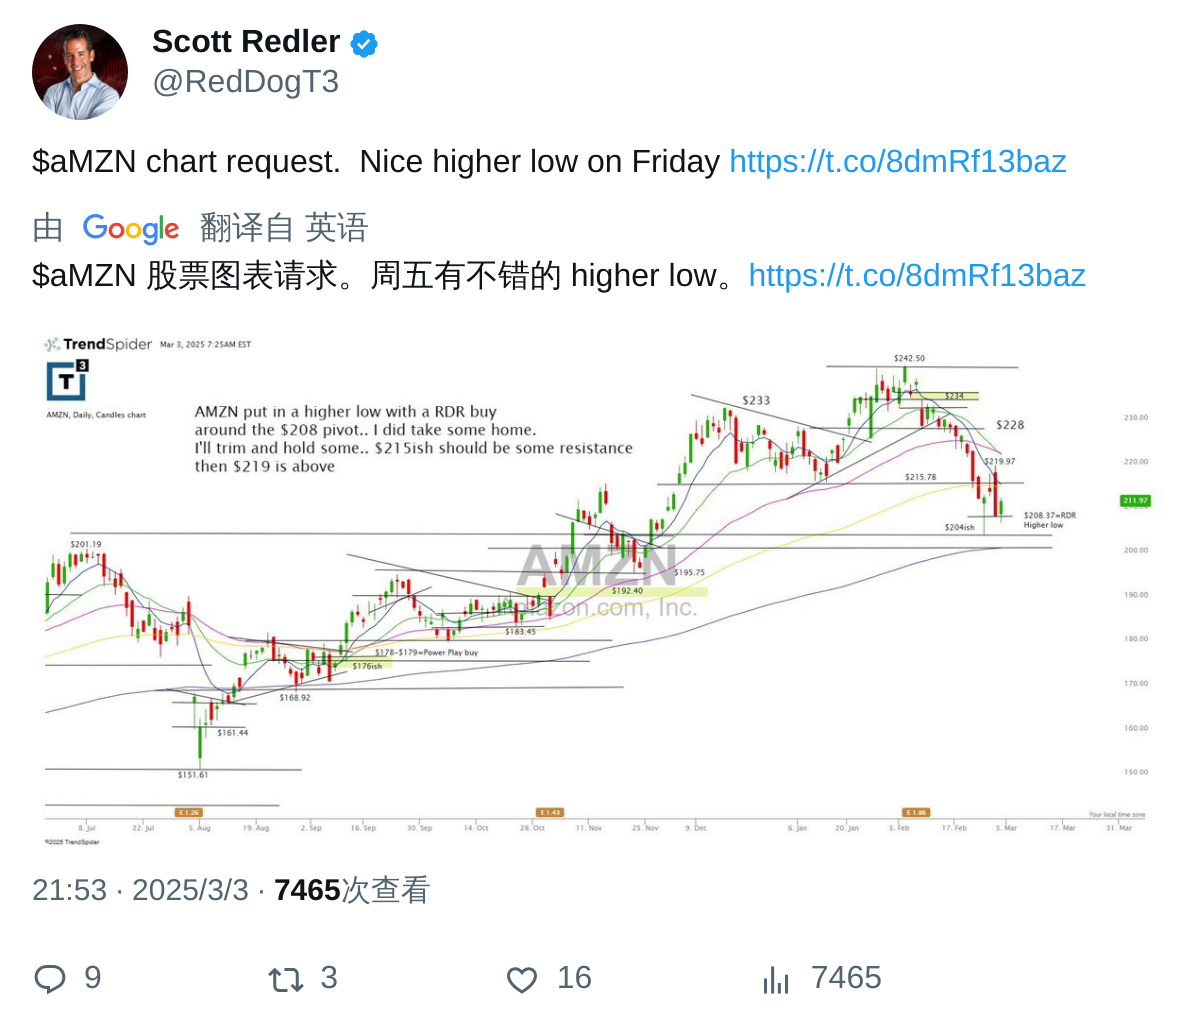 Scott Redler
@RedDogT3
$aMZN chart request.  Nice higher low on Friday https://t.co/8dmRf13baz
由 Google 翻译自 英语
$aMZN 股票图表请求。周五有不错的 higher low。https://t.co/8dmRf13baz
TrendSpider Mar 3, 2025 7:25AM EST
T3
AMZN, Daily, Candles chart
AMZN put in a higher low with a RDR buy
around the $208 pivot.. I did take some home.
I'll trim and hold some.. $215ish should be some resistance
then $219 is above
$242.50
$234
$233
$228
$219.97
$215.78
$208.37=RDR
Higher low
$204ish
$201.19
$195.75
$192.40
$183.45
$178-$179=Power Play buy
$176ish
$168.92
$161.44
$151.61
AMZN
Amazon.com, Inc.
230.00
220.00
211.97
200.00
190.00
180.00
170.00
160.00
150.00
E 1.26
E 1.43
E 1.86
Your local time zone
8. Jul
22. Jul
5. Aug
19. Aug
2. Sep
16. Sep
30. Sep
14. Oct
28. Oct
11. Nov
25. Nov
9. Dec
6. Jan
20. Jan
3. Feb
17. Feb
3. Mar
17. Mar
31. Mar
©2025 TrendSpider
21:53 · 2025/3/3 · 7465次查看
9
3
16
7465